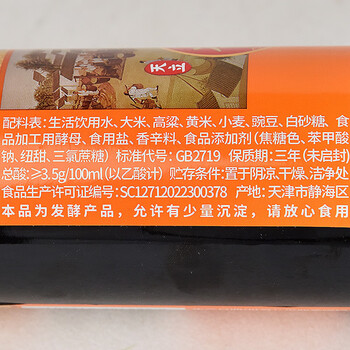 天立
配料表：生活饮用水、大米、高粱、黄米、小麦、豌豆、白砂糖、食
品加工用酵母、食用盐、香辛料、食品添加剂（焦糖色、苯甲酸
钠、纽甜、三氯蔗糖）标准代号：GB2719 保质期：三年（未启封）
总酸：≥3.5g/100ml（以乙酸计）贮存条件：置于阴凉、干燥、洁净处
食品生产许可证编号：SC12712022300378 产地：天津市静海区
本品为发酵产品，允许有少量沉淀，请放心食用